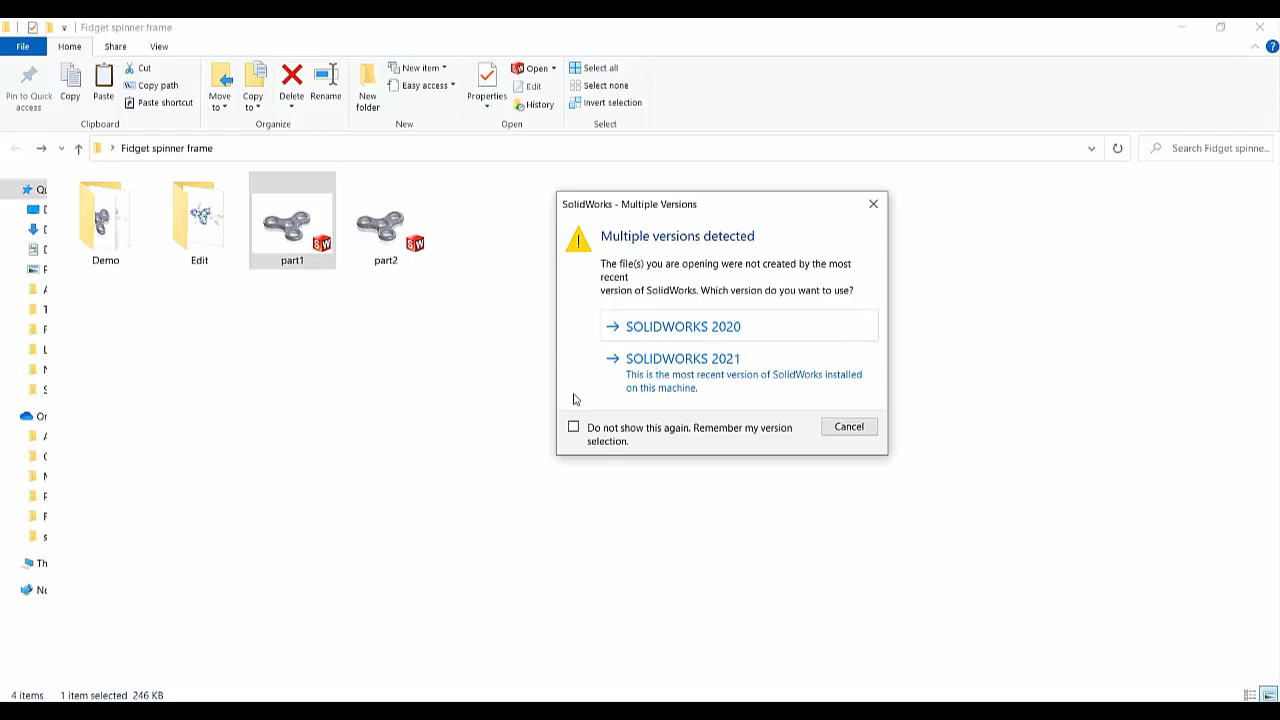 Fidget spinner frame
File Home Share View
Pin to Quick access
Copy
Paste
Cut
Copy path
Paste shortcut
Clipboard
Move to
Copy to
Delete
Rename
Organize
New folder
New item
Easy access
New
Properties
Open
Edit
History
Open
Select all
Select none
Invert selection
Select
Fidget spinner frame
Search Fidget spinne...
Demo
Edit
part1
part2
SolidWorks - Multiple Versions
Multiple versions detected
The file(s) you are opening were not created by the most
recent
version of SolidWorks. Which version do you want to use?
SOLIDWORKS 2020
SOLIDWORKS 2021
This is the most recent version of SolidWorks installed
on this machine.
Do not show this again. Remember my version
selection.
Cancel
4 items 1 item selected 246 KB